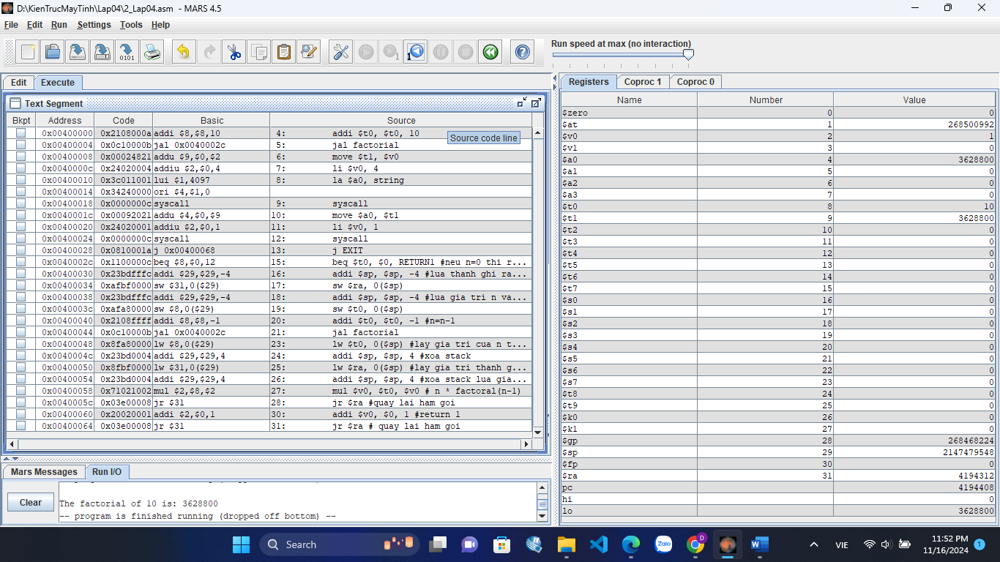 D:\KienTrucMayTinh\Lap04\2_Lap04.asm - MARS 4.5
File Edit Run Settings Tools Help
Run speed at max (no interaction)
Edit Execute
Text Segment
Bkpt Address Code Basic Source
0x00400000 0x2108000a addi $8,$8,10 4: addi $t0, $t0, 10
Source code line
0x00400004 0x0c10000b jal 0x0040002c 5: jal factorial
0x00400008 0x00024821 addu $9,$0,$2 6: move $t1, $v0
0x0040000c 0x24020004 addiu $2,$0,4 7: li $v0, 4
0x00400010 0x3c011001 lui $1,4097 8: la $a0, string
0x00400014 0x34240000 ori $4,$1,0
0x00400018 0x0000000c syscall 9: syscall
0x0040001c 0x00092021 addu $4,$0,$9 10: move $a0, $t1
0x00400020 0x24020001 addiu $2,$0,1 11: li $v0, 1
0x00400024 0x0000000c syscall 12: syscall
0x00400028 0x0810001a j 0x00400068 13: j EXIT
0x0040002c 0x1100000c beq $8,$0,12 15: beq $t0, $0, RETURN1 #neu n=0 thi r...
0x00400030 0x23bdfffc addi $29,$29,-4 16: addi $sp, $sp, -4 #lua thanh ghi ra...
0x00400034 0xafbf0000 sw $31,0($29) 17: sw $ra, 0($sp)
0x00400038 0x23bdfffc addi $29,$29,-4 18: addi $sp, $sp, -4 #lua gia tri n va...
0x0040003c 0xafa80000 sw $8,0($29) 19: sw $t0, 0($sp)
0x00400040 0x2108ffff addi $8,$8,-1 20: addi $t0, $t0, -1 #n=n-1
0x00400044 0x0c10000b jal 0x0040002c 21: jal factorial
0x00400048 0x8fa80000 lw $8,0($29) 23: lw $t0, 0($sp) #lay gia tri cua n t...
0x0040004c 0x23bd0004 addi $29,$29,4 24: addi $sp, $sp, 4 #xoa stack
0x00400050 0x8fbf0000 lw $31,0($29) 25: lw $ra, 0($sp) #lay gia tri thanh g...
0x00400054 0x23bd0004 addi $29,$29,4 26: addi $sp, $sp, 4 #xoa stack lua gia...
0x00400058 0x71021002 mul $2,$8,$2 27: mul $v0, $t0, $v0 # n * factoral(n-1)
0x0040005c 0x03e00008 jr $31 28: jr $ra #quay lai ham goi
0x00400060 0x20020001 addi $2,$0,1 30: addi $v0, $0, 1 #return 1
0x00400064 0x03e00008 jr $31 31: jr $ra # quay lai ham goi
Mars Messages Run I/O
Clear
The factorial of 10 is: 3628800
-- program is finished running (dropped off bottom) --
Registers Coproc 1 Coproc 0
Name Number Value
$zero 0 0
$at 1 268500992
$v0 2 1
$v1 3 0
$a0 4 3628800
$a1 5 0
$a2 6 0
$a3 7 0
$t0 8 10
$t1 9 3628800
$t2 10 0
$t3 11 0
$t4 12 0
$t5 13 0
$t6 14 0
$t7 15 0
$s0 16 0
$s1 17 0
$s2 18 0
$s3 19 0
$s4 20 0
$s5 21 0
$s6 22 0
$s7 23 0
$t8 24 0
$t9 25 0
$k0 26 0
$k1 27 0
$gp 28 268468224
$sp 29 2147479548
$fp 30 0
$ra 31 4194312
pc 4194408
hi 0
lo 3628800
Search
Zalo
D
VIE
11:52 PM
11/16/2024
1